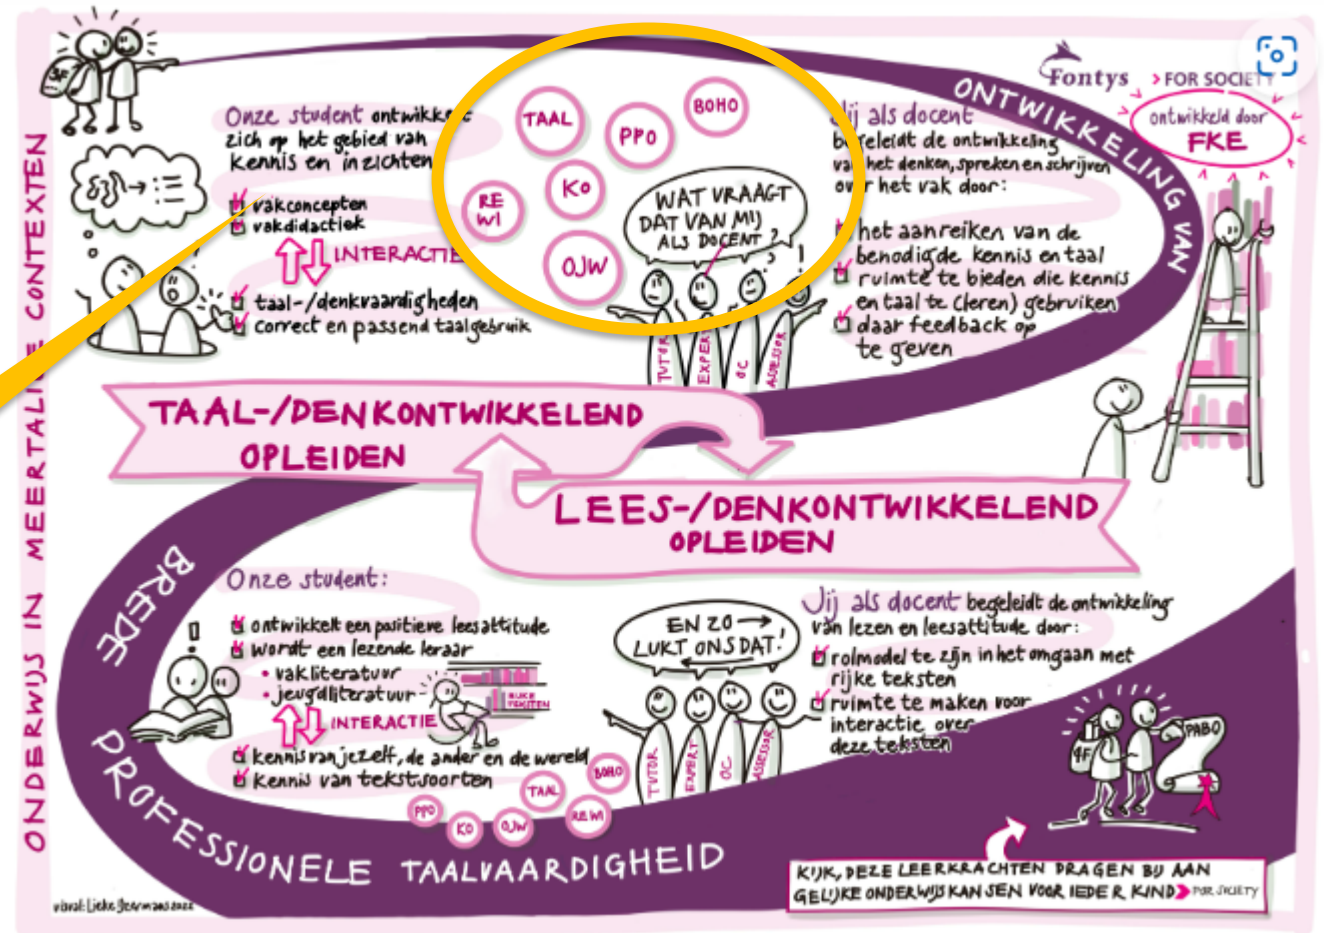 ONDERWIJS IN MEERTALIGE CONTEXTEN
3F
Onze student ontwikkelt
zich op het gebied van
kennis en inzichten
vakconcepten
vakdidactiek
INTERACTIE
taal-/denkvaardigheden
correct en passend taalgebruik
TAAL
PPO
BOHO
KO
RE
WI
OJW
WAT VRAAGT
DAT VAN MIJ
ALS DOCENT?
TUTOR
EXPERT
OC
ASSESSOR
Jij als docent
begeleidt de ontwikkeling
van het denken, spreken en schrijven
over het vak door:
het aanreiken van de
benodigde kennis en taal
ruimte te bieden die kennis
en taal te (leren) gebruiken
daar feedback op
te geven
Fontys
FOR SOCIETY
ontwikkeld door
FKE
ONTWIKKELING VAN
TAAL-/DENKONTWIKKELEND
OPLEIDEN
LEES-/DENKONTWIKKELEND
OPLEIDEN
BREDE
PROFESSIONELE TAALVAARDIGHEID
Onze student:
ontwikkelt een positieve leesattitude
wordt een lezende leraar
• vakliteratuur
• jeugdliteratuur
RIJKE
TEKSTEN
INTERACTIE
kennis van jezelf, de ander en de wereld
kennis van tekstsoorten
PPO
KO
OJW
TAAL
REWI
BOHO
EN ZO
LUKT ONS DAT!
TUTOR
EXPERT
OC
ASSESSOR
Jij als docent begeleidt de ontwikkeling
van lezen en leesattitude door:
rolmodel te zijn in het omgaan met
rijke teksten
ruimte te maken voor
interactie over
deze teksten
4F
PABO
KIJK, DEZE LEERKRACHTEN DRAGEN BIJ AAN
GELIJKE ONDERWIJSKANSEN VOOR IEDER KIND FOR SOCIETY